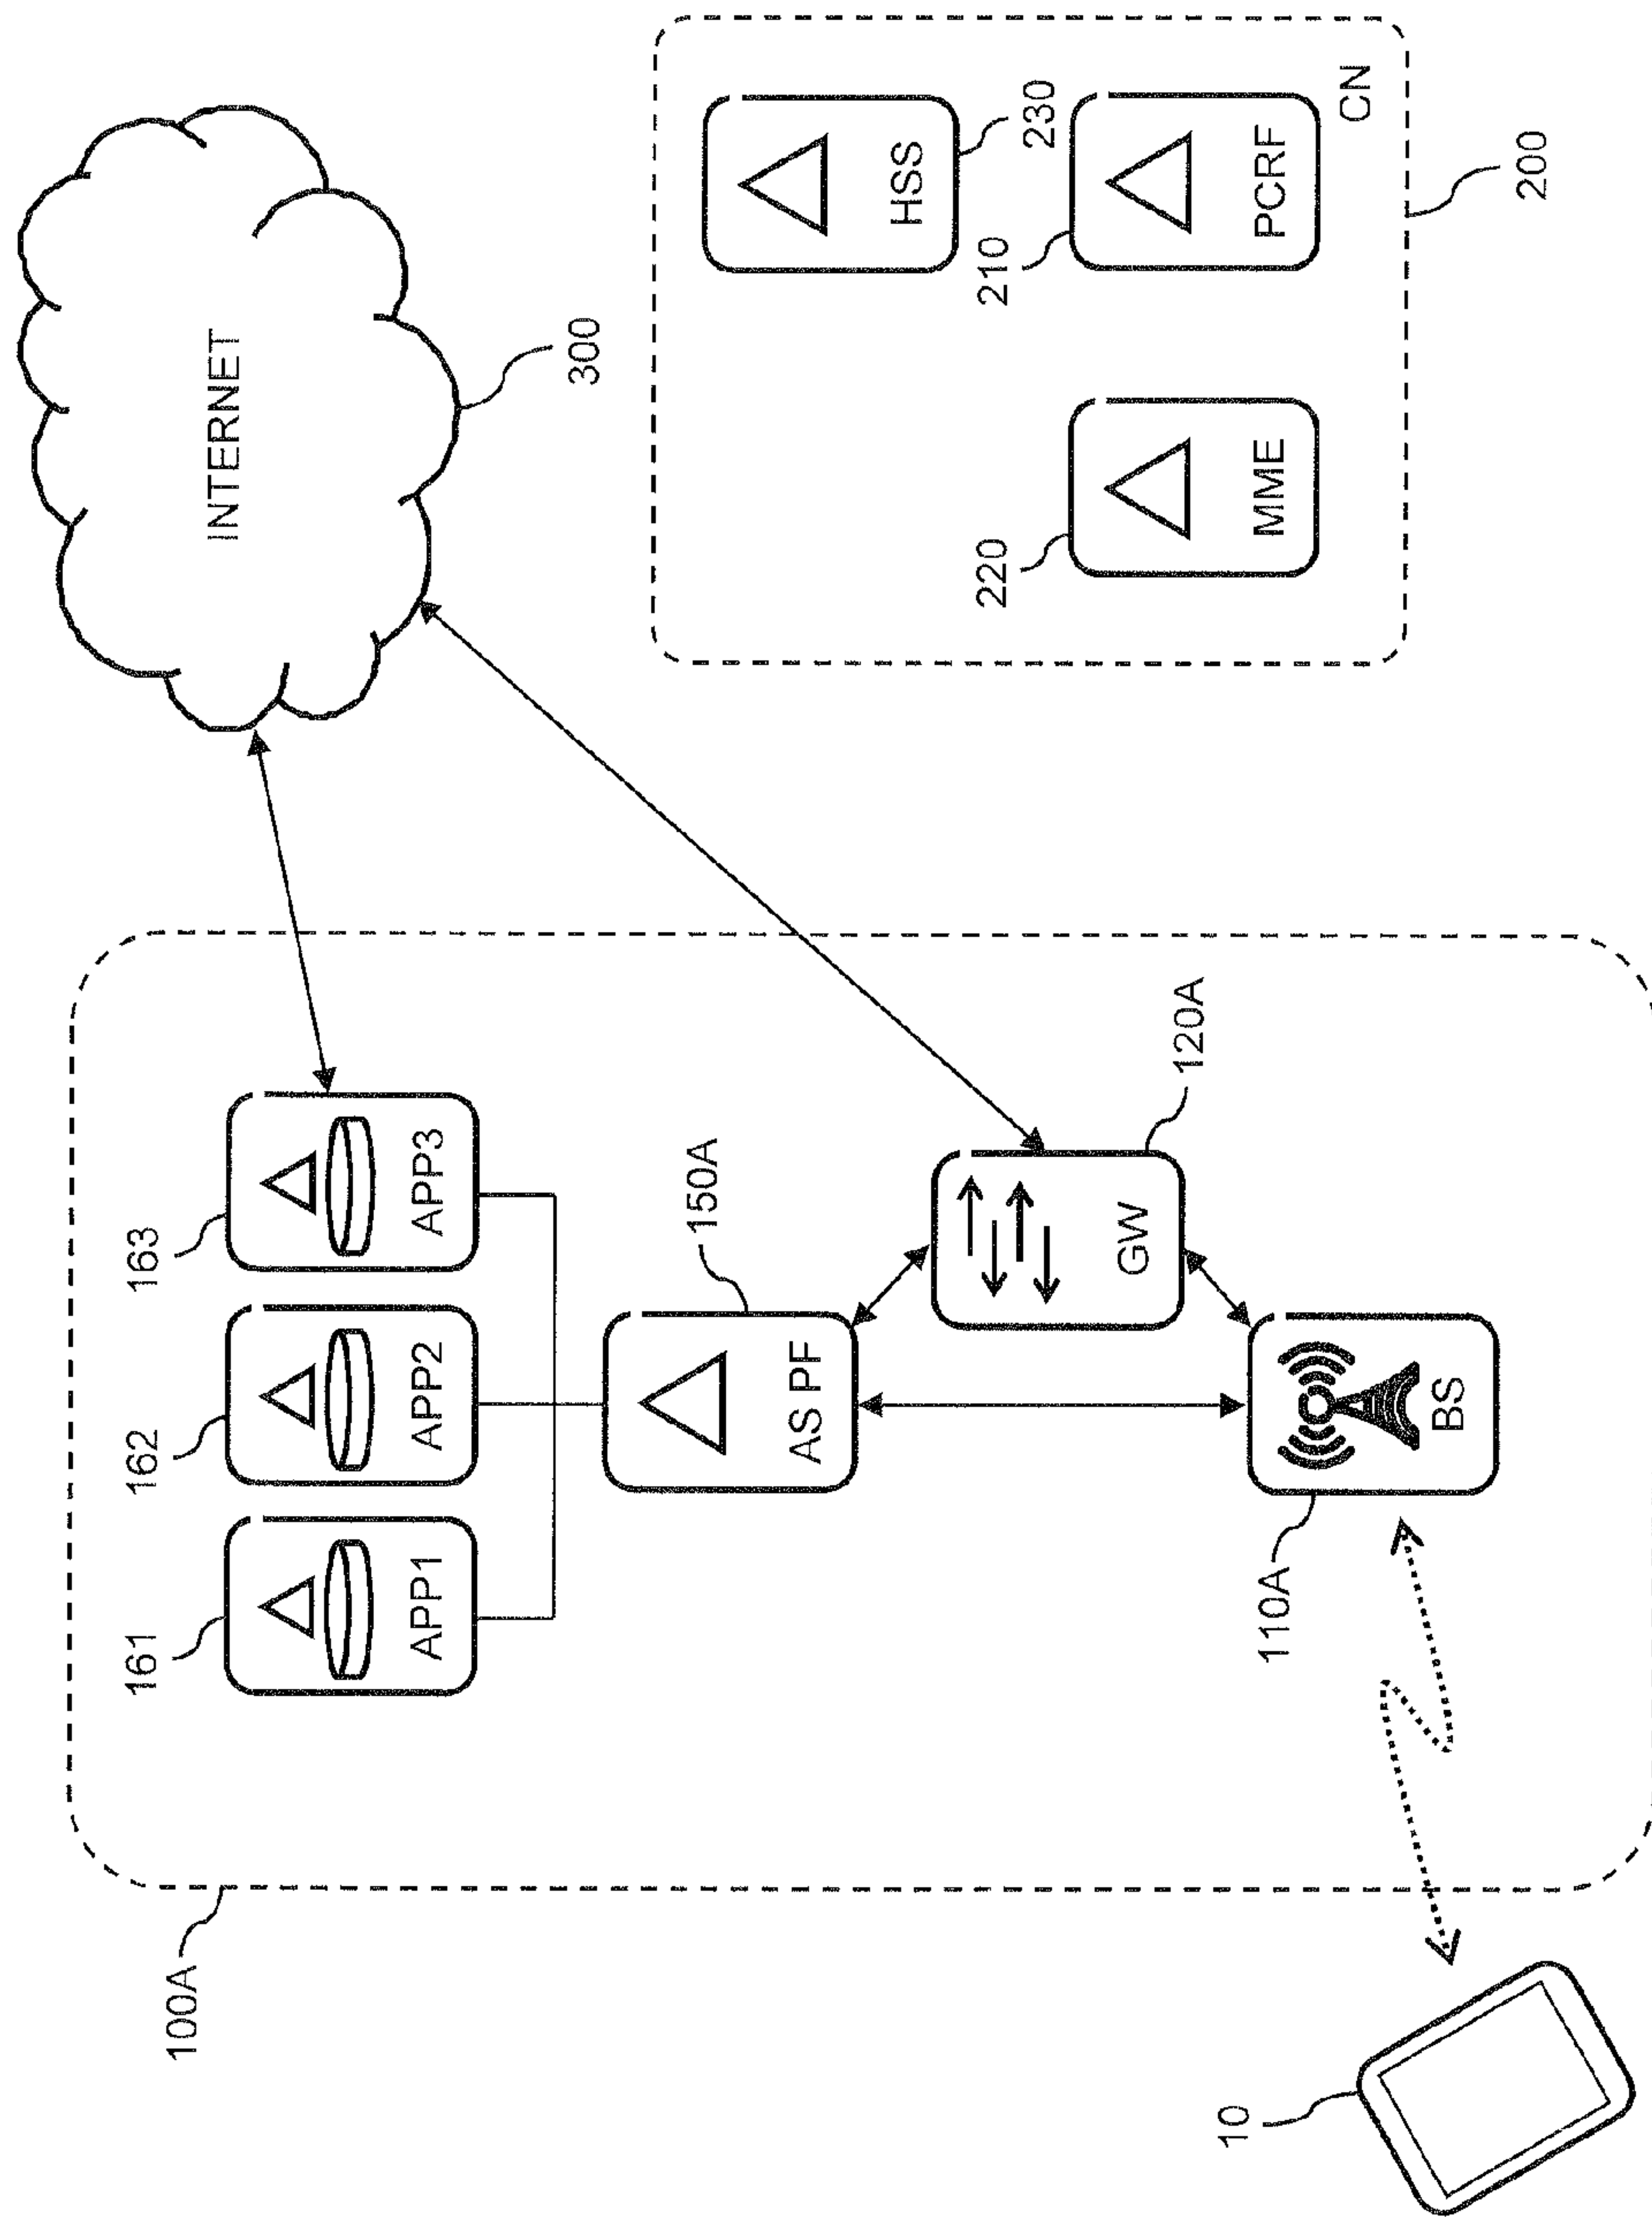 100A
161
162
163
APP1
APP2
APP3
INTERNET
300
AS PF
150A
HSS
230
GW
120A
220
210
MME
PCRF
CN
200
10
110A
BS